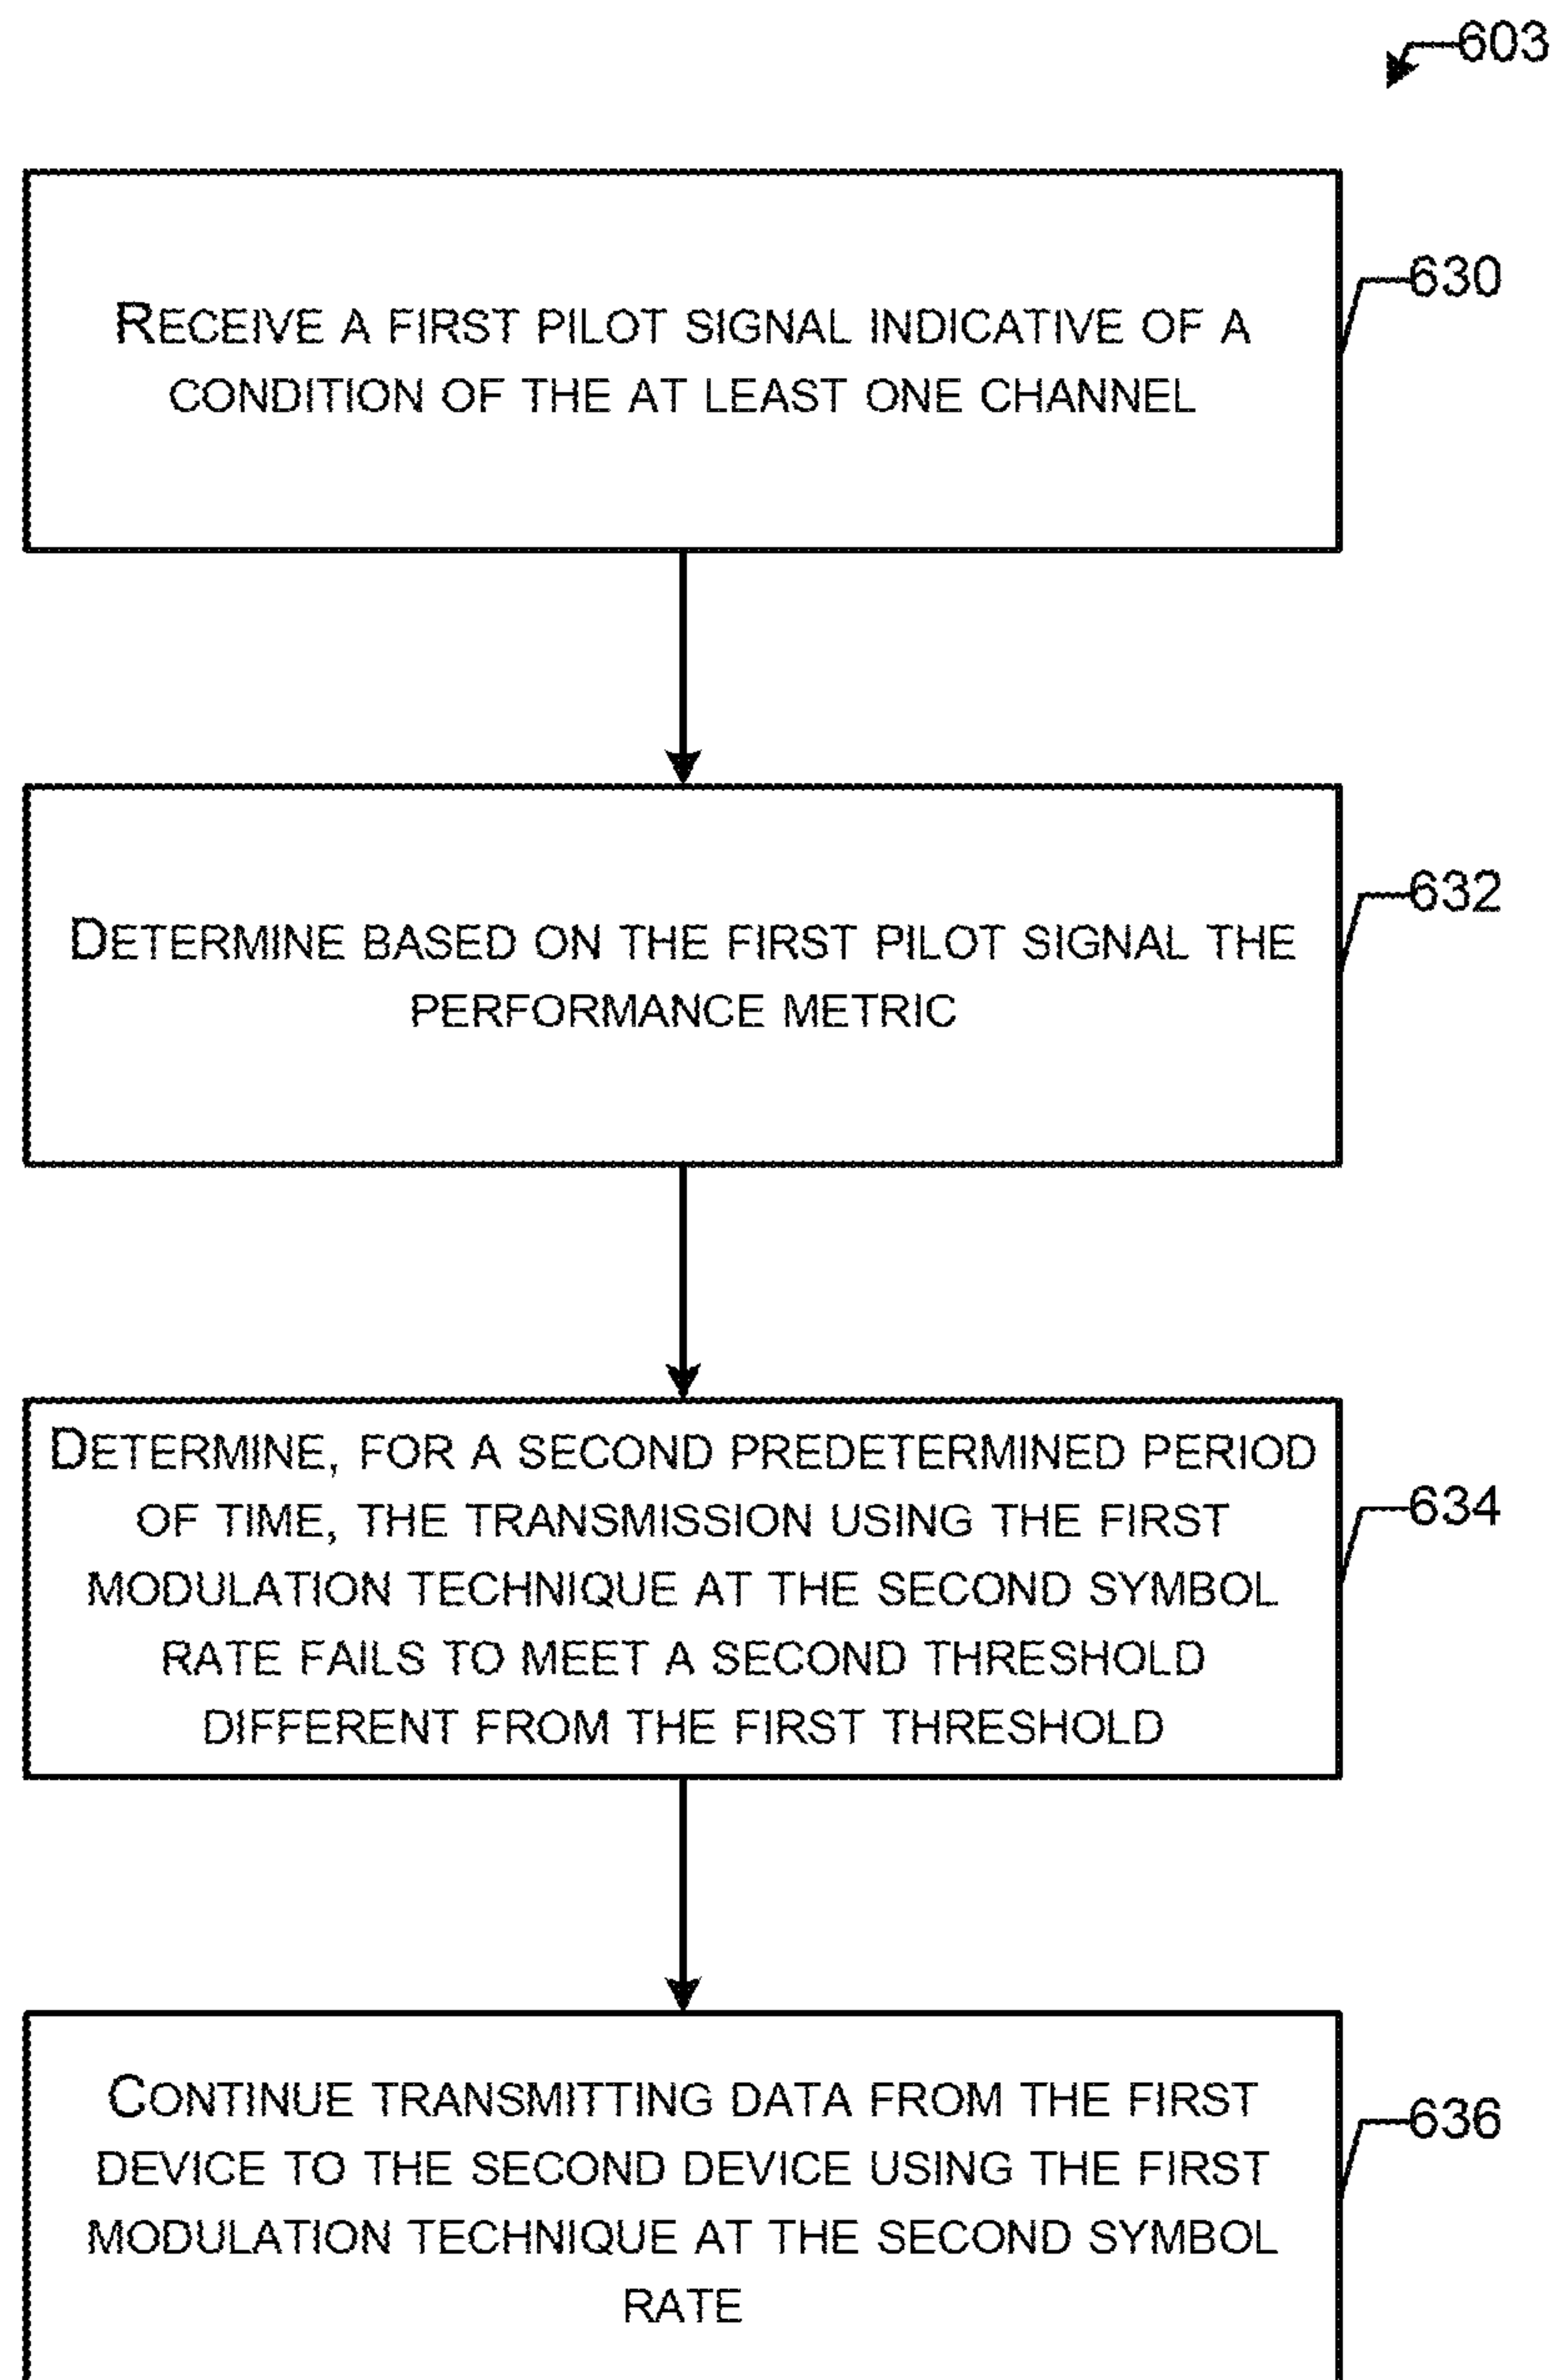 603
RECEIVE A FIRST PILOT SIGNAL INDICATIVE OF A
CONDITION OF THE AT LEAST ONE CHANNEL
630
DETERMINE BASED ON THE FIRST PILOT SIGNAL THE
PERFORMANCE METRIC
632
DETERMINE, FOR A SECOND PREDETERMINED PERIOD
OF TIME, THE TRANSMISSION USING THE FIRST
MODULATION TECHNIQUE AT THE SECOND SYMBOL
RATE FAILS TO MEET A SECOND THRESHOLD
DIFFERENT FROM THE FIRST THRESHOLD
634
CONTINUE TRANSMITTING DATA FROM THE FIRST
DEVICE TO THE SECOND DEVICE USING THE FIRST
MODULATION TECHNIQUE AT THE SECOND SYMBOL
RATE
636